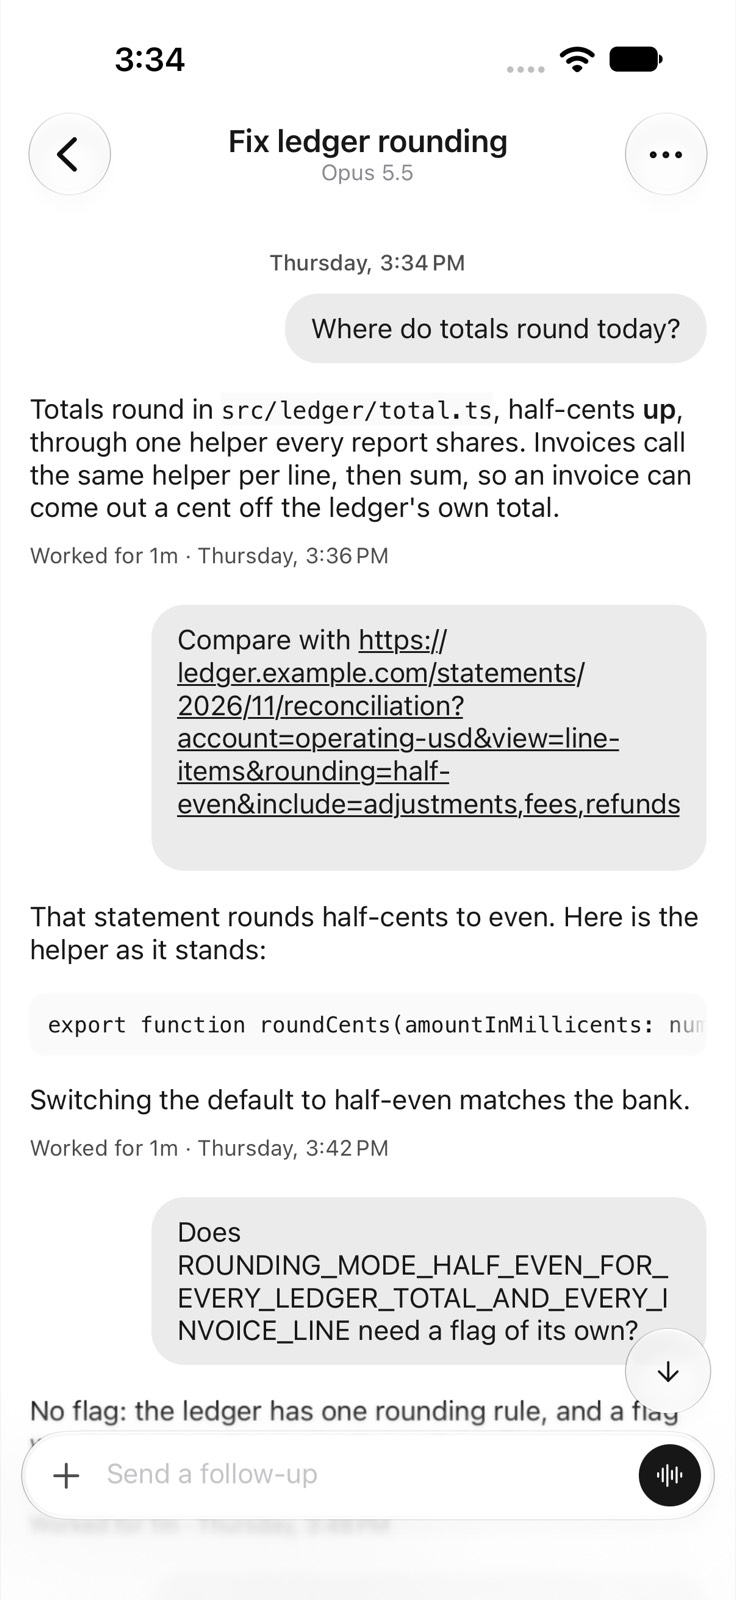 3:34
Fix ledger rounding
Opus 5.5
Thursday, 3:34 PM
Where do totals round today?
Totals round in src/ledger/total.ts, half-cents up,
through one helper every report shares. Invoices call
the same helper per line, then sum, so an invoice can
come out a cent off the ledger's own total.
Worked for 1m · Thursday, 3:36 PM
Compare with https://
ledger.example.com/statements/
2026/11/reconciliation?
account=operating-usd&view=line-
items&rounding=half-
even&include=adjustments,fees,refunds
That statement rounds half-cents to even. Here is the
helper as it stands:
export function roundCents(amountInMillicents:
Switching the default to half-even matches the bank.
Worked for 1m · Thursday, 3:42 PM
Does
ROUNDING_MODE_HALF_EVEN_FOR_
EVERY_LEDGER_TOTAL_AND_EVERY_I
NVOICE_LINE need a flag of its own?
No flag: the ledger has one rounding rule, and a flag
Send a follow-up